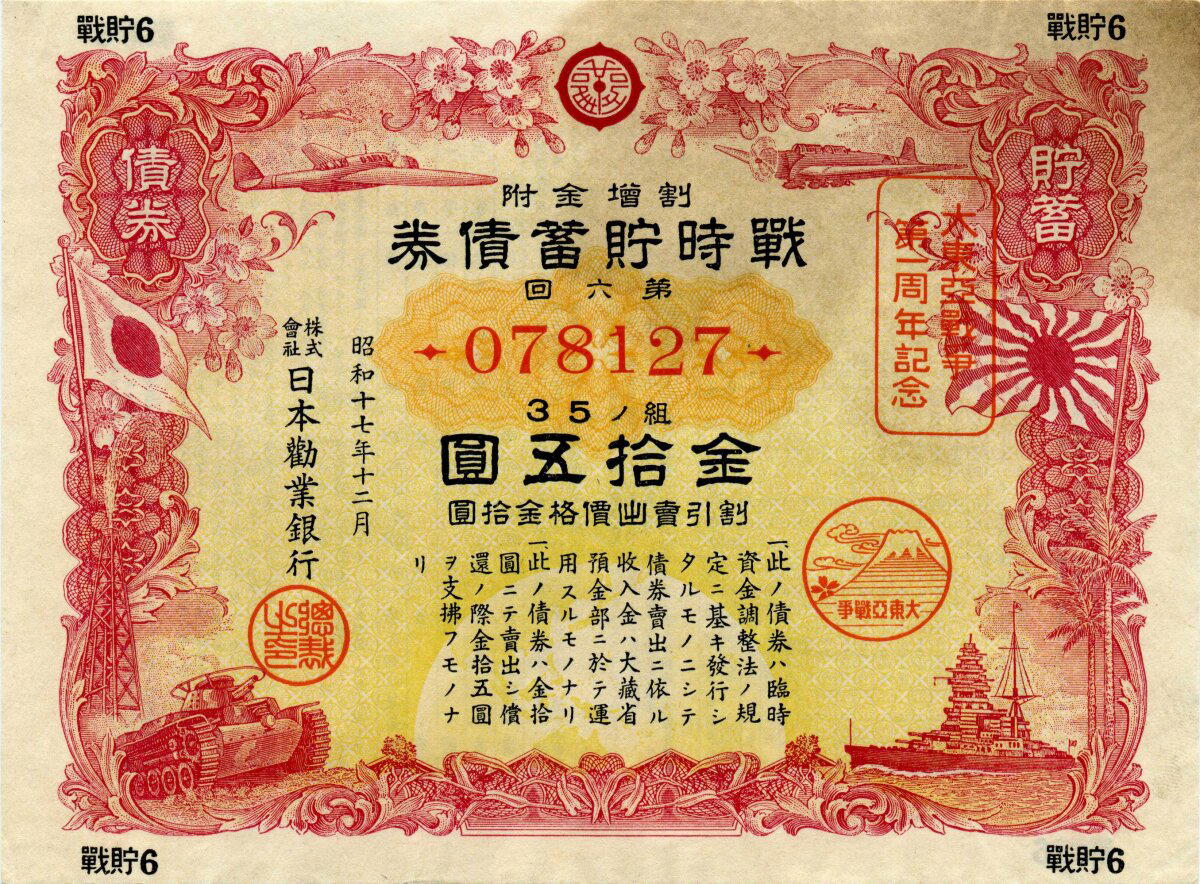 戰貯6
戰貯6
貯蓄
債券
割增金附
戰時貯蓄債券
第六回
078127
35ノ組
金拾五圓
割引賣出價格金拾圓
大東亞戰爭
第一周年記念
大東亞戰爭
一、此ノ債券ハ臨時
資金調整法ノ規
定ニ基キ發行シ
タルモノニシテ
債券賣出ニ依ル
收入金ハ大藏省
預金部ニ於テ運
用スルモノナリ
一、此ノ債券ハ金拾
圓ニテ賣出シ償
還ノ際金拾五圓
ヲ支拂フモノナ
リ
昭和十七年十二月
株式會社
日本勸業銀行
總裁之印
戰貯6
戰貯6